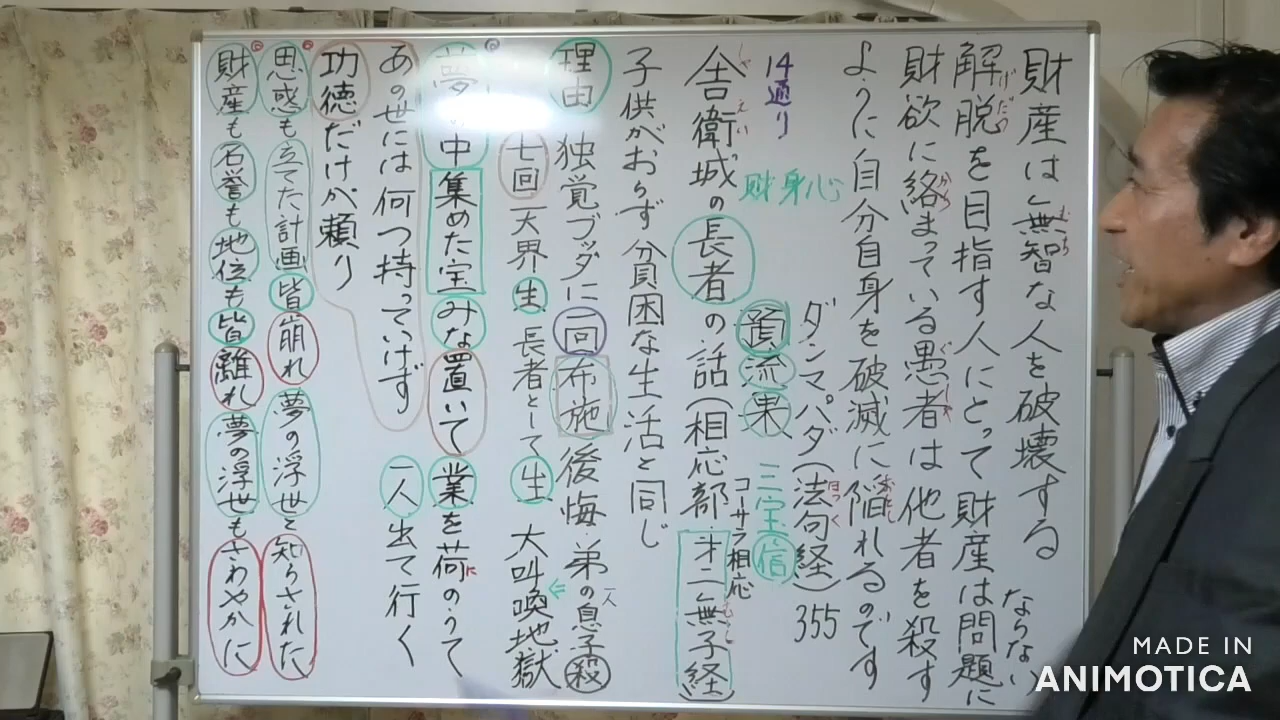 財産は無智な人を破壊する
解脱を目指す人にとって財産は問題に
ならない
財欲に絡まっている愚者は他者を殺す
ように自分自身を破滅に陥れるのです
ダンマパダ(法句経)355
14通り
財身心
預流果
三宝信
舎衛城の長者の話(相応部
コーサラ相応
才二無子経)
子供がおらず貧困な生活と同じ
理由 独覚ブッダに一回布施後悔・弟の一人息子殺
七回 天界生 長者として生 大叫喚地獄
夢 中集めた宝みな置いて業を荷のうて
あの世には何一つ持っていけず 一人出て行く
功徳だけが頼り
思惑も立てた計画皆崩れ夢の浮世と知らされた
財産も名誉も地位も皆離れ夢の浮世もさわやかに
MADE IN
ANIMOTICA